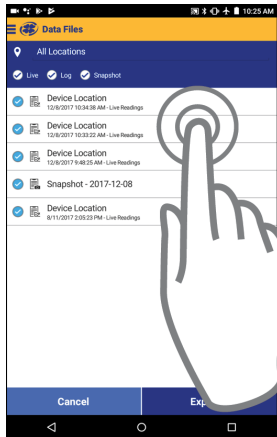 10:25 AM
Data Files
All Locations
Live Log Snapshot
Device Location
12/8/2017 10:34:38 AM - Live Readings
Device Location
12/8/2017 10:33:22 AM - Live Readings
Device Location
12/8/2017 9:48:25 AM - Live Readings
Snapshot - 2017-12-08
Device Location
8/11/2017 2:05:23 PM - Live Readings
Cancel
Exp